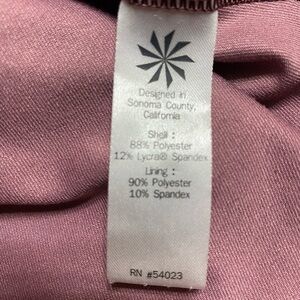 Designed in
Sonoma County,
California
Shell :
88% Polyester
12% Lycra® Spandex
Lining :
90% Polyester
10% Spandex
RN #54023